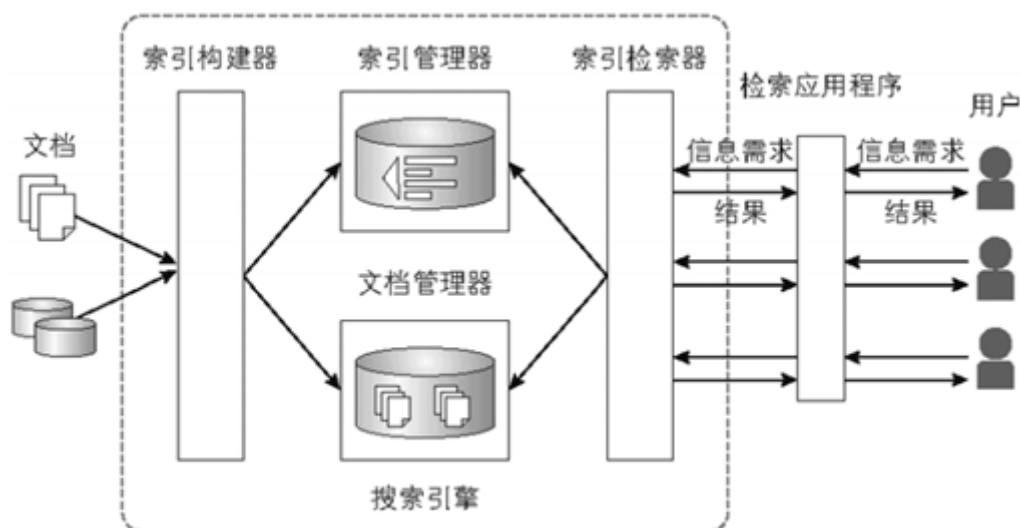 索引构建器
索引管理器
索引检索器
检索应用程序
用户
文档
信息需求
信息需求
结果
结果
文档管理器
搜索引擎